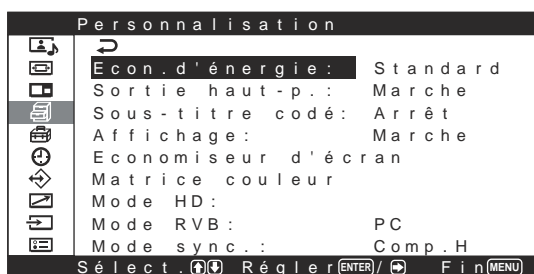 Personnalisation
Econ.d'énergie: Standard
Sortie haut-p.: Marche
Sous-titre codé: Arrêt
Affichage: Marche
Economiseur d'écran
Matrice couleur
Mode HD:
Mode RVB: PC
Mode sync.: Comp.H
Sélect. Régler ENTER / Fin MENU